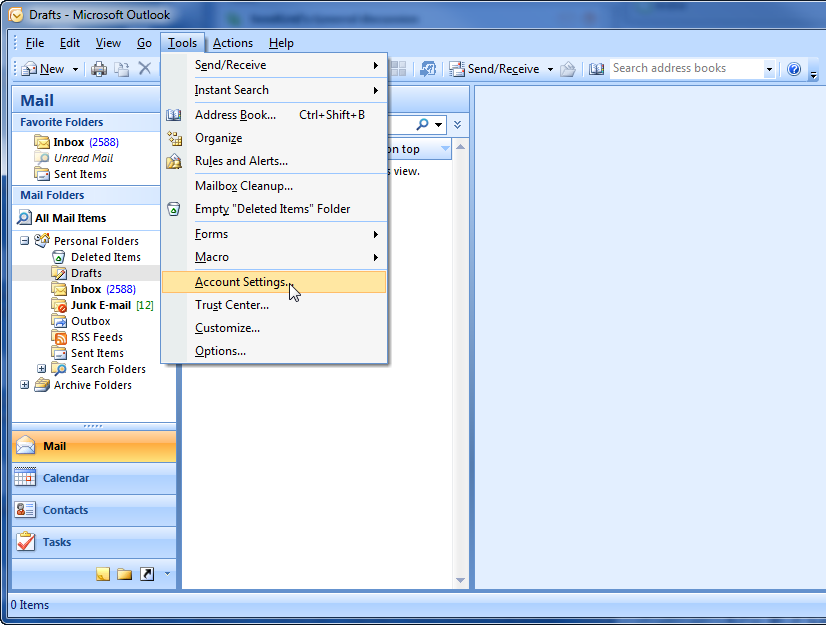 Drafts - Microsoft Outlook
File Edit View Go Tools Actions Help
New Send/Receive Search address books
Mail
Favorite Folders
Inbox (2588)
Unread Mail
Sent Items
Mail Folders
All Mail Items
Personal Folders
Deleted Items
Drafts
Inbox (2588)
Junk E-mail [12]
Outbox
RSS Feeds
Sent Items
Search Folders
Archive Folders
Mail
Calendar
Contacts
Tasks
Send/Receive
Instant Search
Address Book... Ctrl+Shift+B
Organize
Rules and Alerts...
Mailbox Cleanup...
Empty "Deleted Items" Folder
Forms
Macro
Account Settings...
Trust Center...
Customize...
Options...
on top
s view.
0 Items